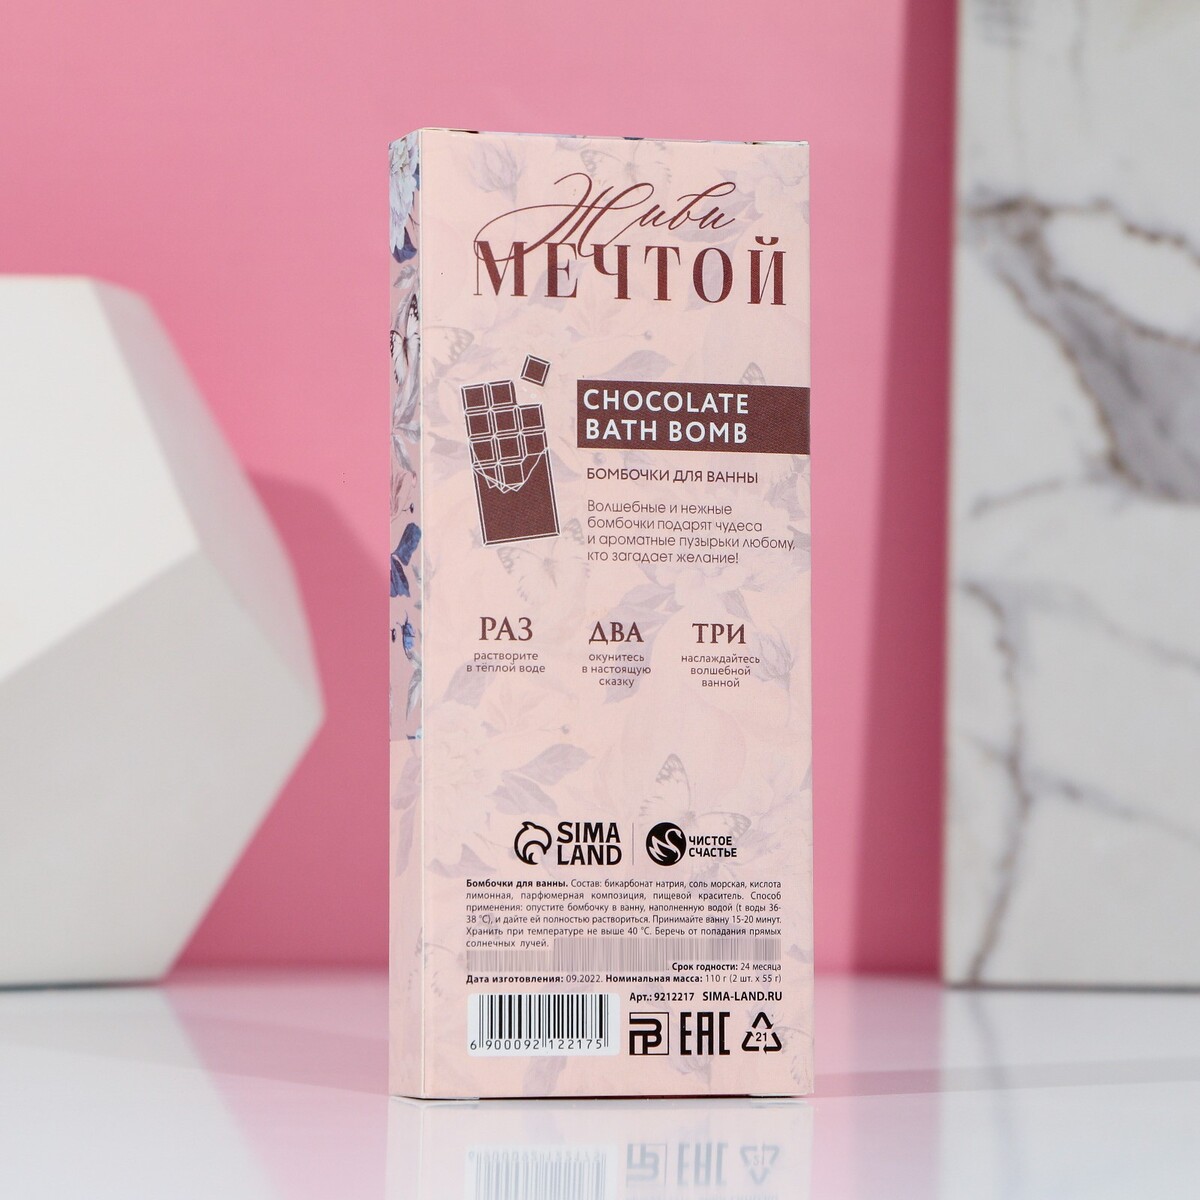 Живи
МЕЧТОЙ
CHOCOLATE
BATH BOMB
БОМБОЧКИ ДЛЯ ВАННЫ
Волшебные и нежные
бомбочки подарят чудеса
и ароматные пузырьки любому,
кто загадает желание!
РАЗ
растворите
в тёплой воде
ДВА
окунитесь
в настоящую
сказку
ТРИ
наслаждайтесь
волшебной
ванной
SIMA
LAND
ЧИСТОЕ
СЧАСТЬЕ
Бомбочки для ванны. Состав: бикарбонат натрия, соль морская, кислота
лимонная, парфюмерная композиция, пищевой краситель. Способ
применения: опустите бомбочку в ванну, наполненную водой (t воды 36-
38 °C), и дайте ей полностью раствориться. Принимайте ванну 15-20 минут.
Хранить при температуре не выше 40 °C. Беречь от попадания прямых
солнечных лучей.
Срок годности: 24 месяца
Дата изготовления: 09.2022. Номинальная масса: 110 г (2 шт. х 55 г)
Арт.: 9212217 SIMA-LAND.RU
6 900092 122175
EAC
21